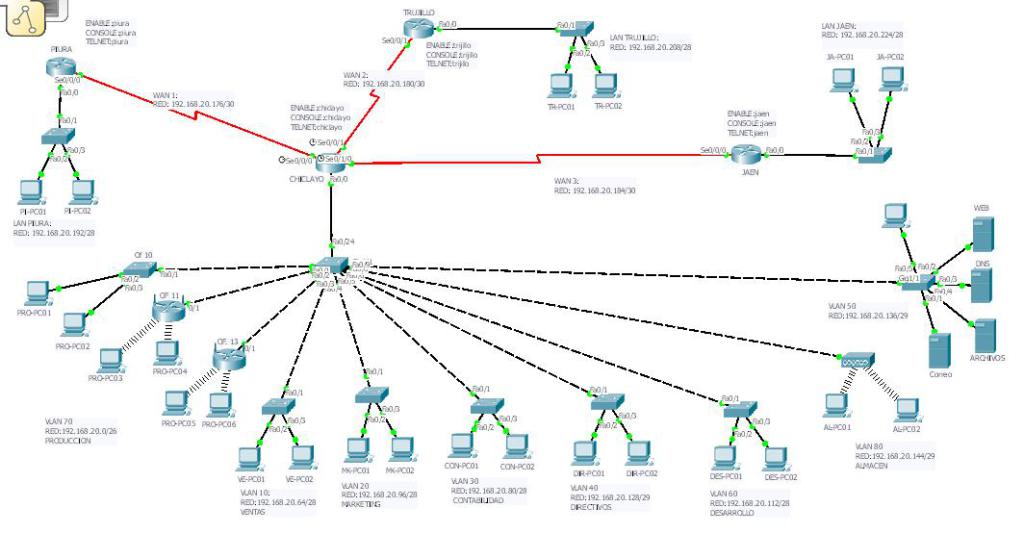 ENABLE:piura
CONSOLE:piura
TELNET:piura
PIURA
Se0/0/0
Fa0/0
Fa0/1
Fa0/2
Fa0/3
PI-PC01
PI-PC02
LAN PIURA:
RED: 192.168.20.192/28
WAN 1:
RED: 192.168.20.176/30
TRUJILLO
Fa0/0
Se0/0/1
ENABLE:trijillo
CONSOLE:trijillo
TELNET:trijillo
Fa0/1
Fa0/3
Fa0/2
LAN TRUJILLO:
RED: 192.168.20.208/28
TR-PC01
TR-PC02
WAN 2:
RED: 192.168.20.180/30
ENABLE:chiclayo
CONSOLE:chiclayo
TELNET:chiclayo
Se0/0/1
Se0/0/0
Se0/1/0
CHICLAYO
Fa0/0
LAN JAEN:
RED: 192.168.20.224/28
JA-PC01
JA-PC02
ENABLE:jaen
CONSOLE:jaen
TELNET:jaen
Se0/0/0
Fa0/0
JAEN
Fa0/3
Fa0/2
Fa0/1
WAN 3:
RED: 192.168.20.184/30
Fa0/24
Fa0/2
Of 10
Fa0/1
Fa0/2
Fa0/3
PRO-PC01
PRO-PC02
OF 11
0/1
PRO-PC03
PRO-PC04
OF. 13
0/1
PRO-PC05
PRO-PC06
VLAN 70
RED:192.168.20.0/26
PRODUCCION
Fa0/1
Fa0/3
Fa0/2
VE-PC01
VE-PC02
VLAN 10:
RED:192.168.20.64/28
VENTAS
Fa0/1
Fa0/3
Fa0/2
MK-PC01
MK-PC02
VLAN 20
RED:192.168.20.96/28
MARKETING
Fa0/1
Fa0/3
Fa0/2
CON-PC01
CON-PC02
VLAN 30
RED:192.168.20.80/28
CONTABILIDAD
Fa0/1
Fa0/3
Fa0/2
DIR-PC01
DIR-PC02
VLAN 40
RED:192.168.20.128/29
DIRECTIVOS
Fa0/1
Fa0/3
Fa0/2
DES-PC01
DES-PC02
VLAN 60
RED:192.168.20.112/28
DESARROLLO
AL-PC01
AL-PC02
VLAN 80
RED:192.168.20.144/29
ALMACEN
WEB
DNS
ARCHIVOS
Correo
Fa0/2
Fa0/3
Gig1/1
Fa0/4
Fa0/1
VLAN 50
RED:192.168.20.136/29